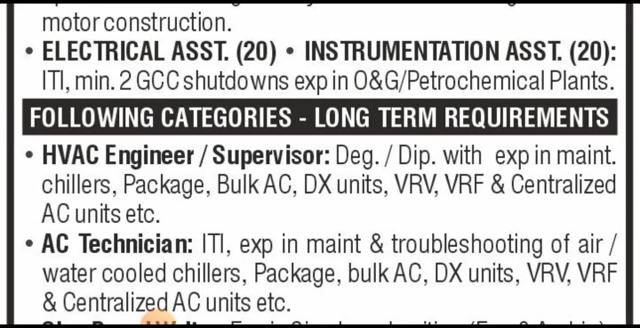 motor construction.
• ELECTRICAL ASST. (20) • INSTRUMENTATION ASST. (20):
ITI, min. 2 GCC shutdowns exp in O&G/Petrochemical Plants.
FOLLOWING CATEGORIES - LONG TERM REQUIREMENTS
• HVAC Engineer / Supervisor: Deg. / Dip. with exp in maint.
chillers, Package, Bulk AC, DX units, VRV, VRF & Centralized
AC units etc.
• AC Technician: ITI, exp in maint & troubleshooting of air /
water cooled chillers, Package, bulk AC, DX units, VRV, VRF
& Centralized AC units etc.